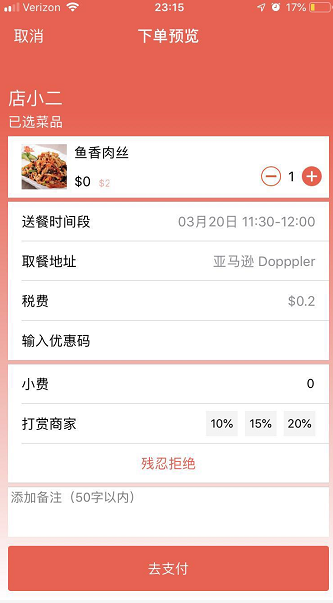 Verizon 23:15 17%
取消 下单预览
店小二
已选菜品
鱼香肉丝
$0 $2 1
送餐时间段 03月20日 11:30-12:00
取餐地址 亚马逊 Dopppler
税费 $0.2
输入优惠码
小费 0
打赏商家 10% 15% 20%
残忍拒绝
添加备注（50字以内）
去支付